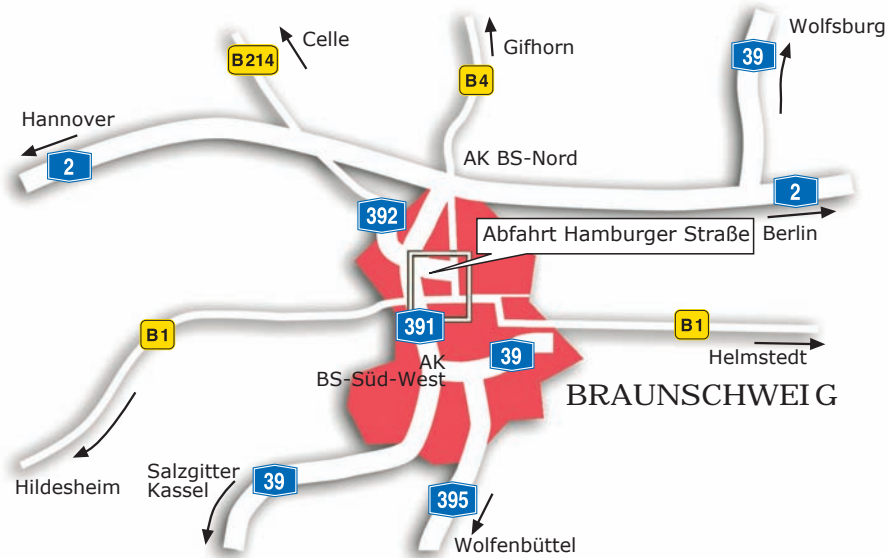 Wolfsburg
Celle
Gifhorn
B214
39
B4
Hannover
AK BS-Nord
2
2
392
Abfahrt Hamburger Straße
Berlin
391
B1
B1
39
Helmstedt
AK
BS-Süd-West
BRAUNSCHWEIG
Salzgitter
Kassel
39
Hildesheim
395
Wolfenbüttel